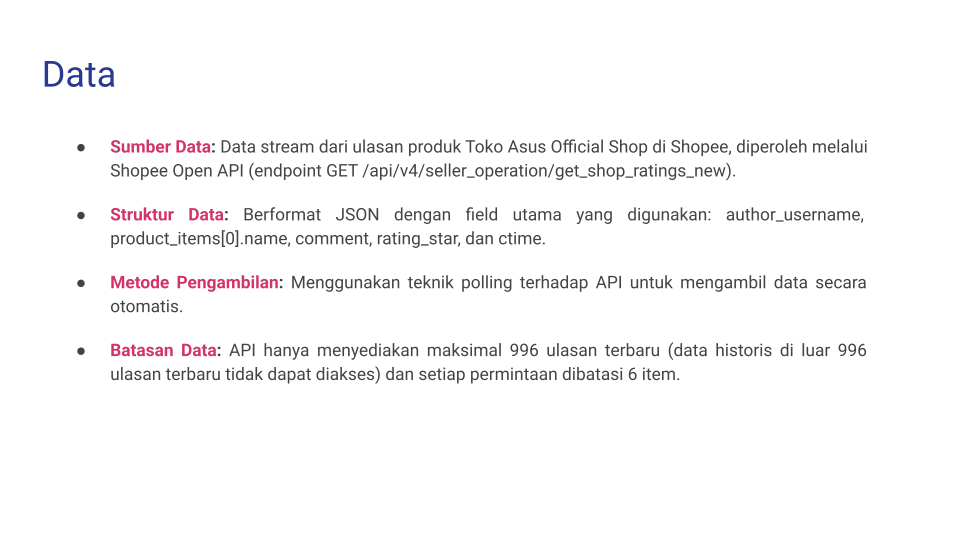 Data
● Sumber Data: Data stream dari ulasan produk Toko Asus Official Shop di Shopee, diperoleh melalui
Shopee Open API (endpoint GET /api/v4/seller_operation/get_shop_ratings_new).
● Struktur Data: Berformat JSON dengan field utama yang digunakan: author_username,
product_items[0].name, comment, rating_star, dan ctime.
● Metode Pengambilan: Menggunakan teknik polling terhadap API untuk mengambil data secara
otomatis.
● Batasan Data: API hanya menyediakan maksimal 996 ulasan terbaru (data historis di luar 996
ulasan terbaru tidak dapat diakses) dan setiap permintaan dibatasi 6 item.